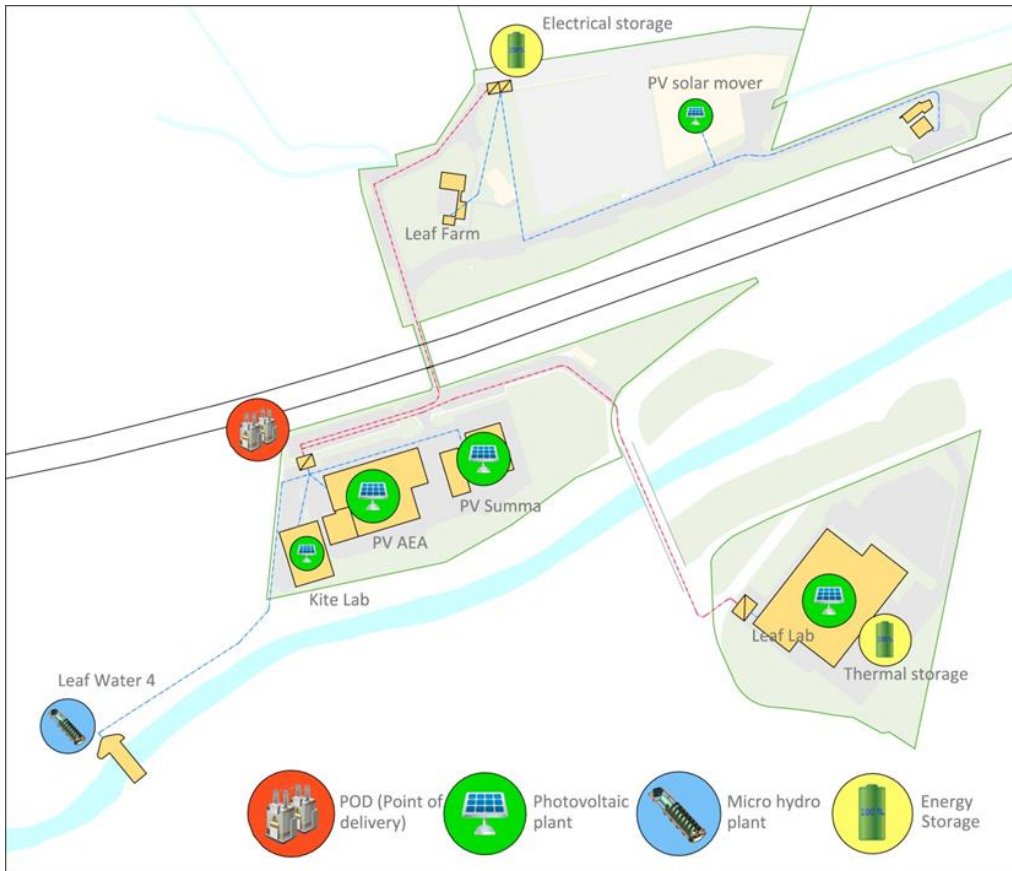 Electrical storage
PV solar mover
Leaf Farm
PV Summa
PV AEA
Kite Lab
Leaf Lab
Thermal storage
Leaf Water 4
POD (Point of
delivery)
Photovoltaic
plant
Micro hydro
plant
100 %
Energy
Storage